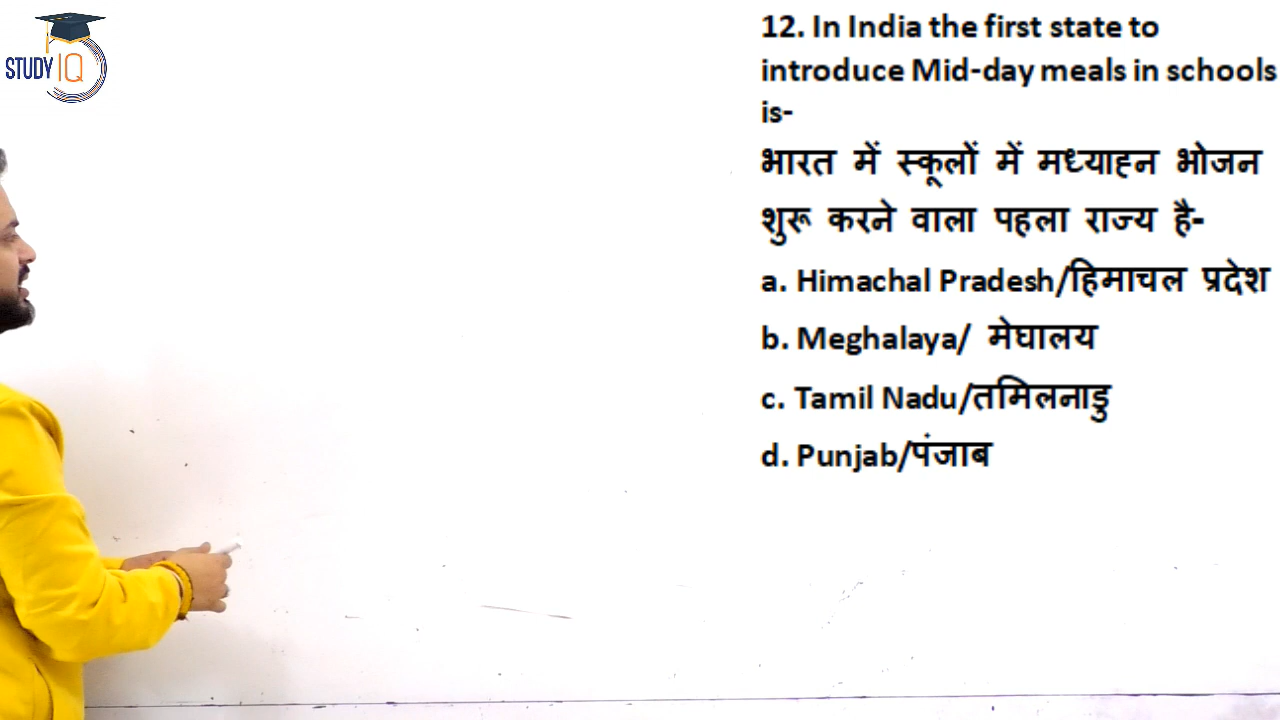 STUDY IQ
12. In India the first state to
introduce Mid-day meals in schools
is-
भारत में स्कूलों में मध्याह्न भोजन
शुरू करने वाला पहला राज्य है-
a. Himachal Pradesh/हिमाचल प्रदेश
b. Meghalaya/ मेघालय
c. Tamil Nadu/तमिलनाडु
d. Punjab/पंजाब